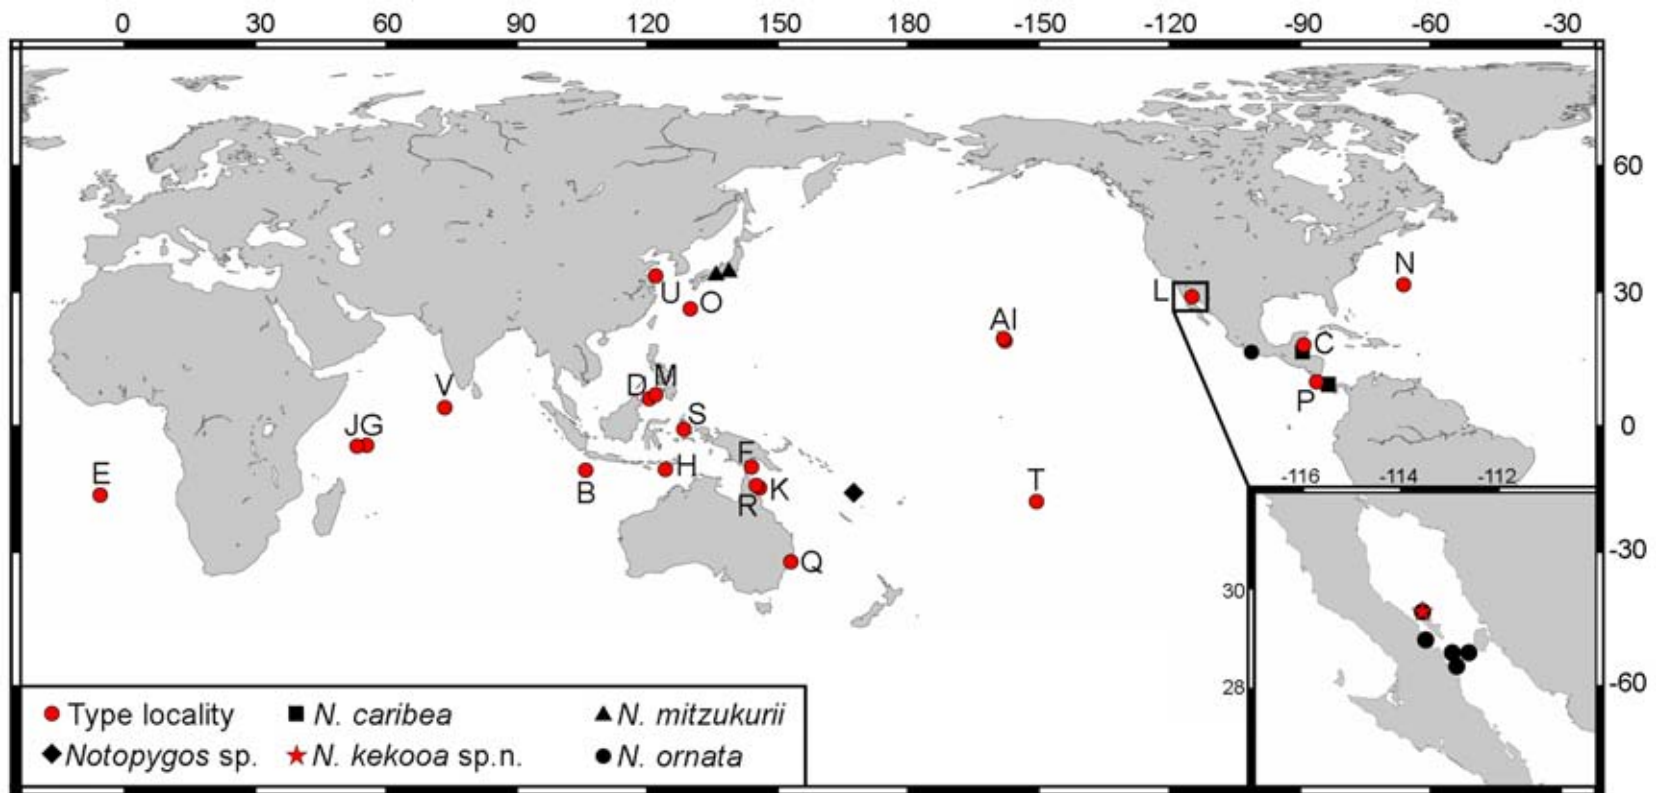 0 30 60 90 120 150 180 -150 -120 -90 -60 -30
60
N
30
L
U
O
AI
C
M
D
V
P
S
0
JG
F
-116 -114 -112
E
H
T
B
K
R
-30
Q
30
-60
28
Type locality N. caribea N. mitzukurii
Notopygos sp. N. kekooa sp.n. N. ornata